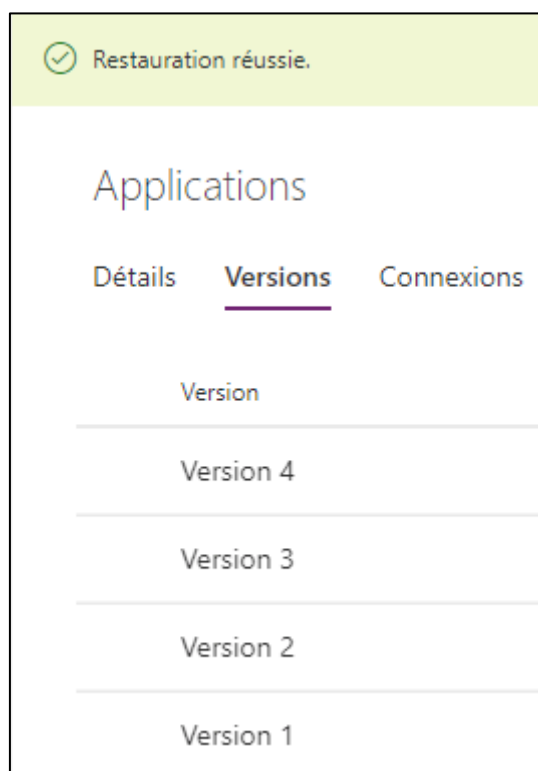 Restauration réussie.
Applications
Détails Versions Connexions
Version
Version 4
Version 3
Version 2
Version 1